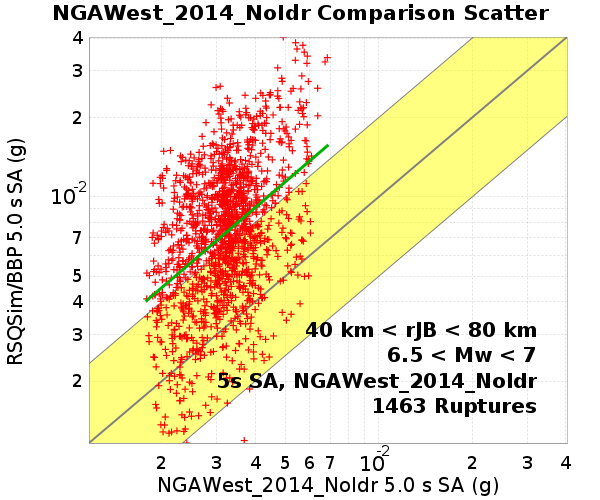 NGAWest_2014_NoIdr Comparison Scatter
4
3
2
10-2
7
5
4
3
2
RSQSim/BBP 5.0 s SA (g)
40 km < rJB < 80 km
6.5 < Mw < 7
5s SA, NGAWest_2014_NoIdr
1463 Ruptures
2 3 4 5 6 7 10-2 2 3 4
NGAWest_2014_NoIdr 5.0 s SA (g)